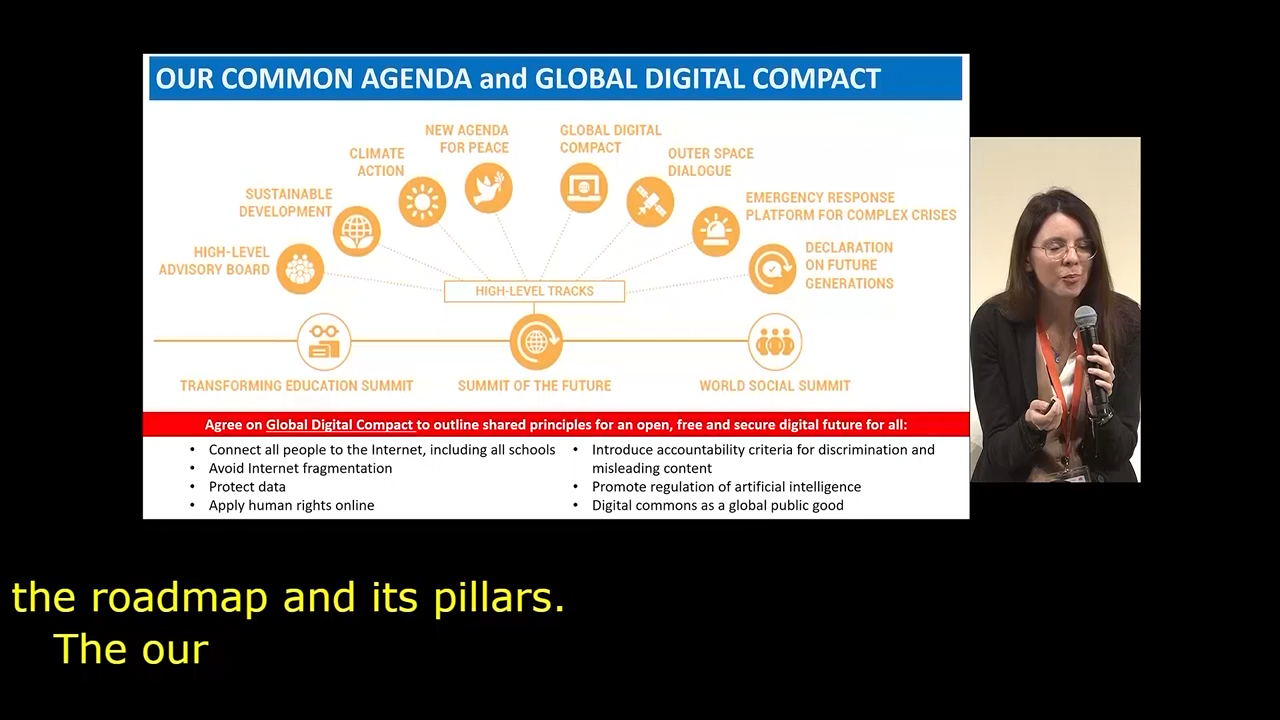 OUR COMMON AGENDA and GLOBAL DIGITAL COMPACT
NEW AGENDA
FOR PEACE
GLOBAL DIGITAL
COMPACT
CLIMATE
ACTION
OUTER SPACE
DIALOGUE
SUSTAINABLE
DEVELOPMENT
EMERGENCY RESPONSE
PLATFORM FOR COMPLEX CRISES
HIGH-LEVEL
ADVISORY BOARD
DECLARATION
ON FUTURE
GENERATIONS
HIGH-LEVEL TRACKS
TRANSFORMING EDUCATION SUMMIT
SUMMIT OF THE FUTURE
WORLD SOCIAL SUMMIT
Agree on Global Digital Compact to outline shared principles for an open, free and secure digital future for all:
• Connect all people to the Internet, including all schools
• Avoid Internet fragmentation
• Protect data
• Apply human rights online
• Introduce accountability criteria for discrimination and
misleading content
• Promote regulation of artificial intelligence
• Digital commons as a global public good
the roadmap and its pillars.
The our